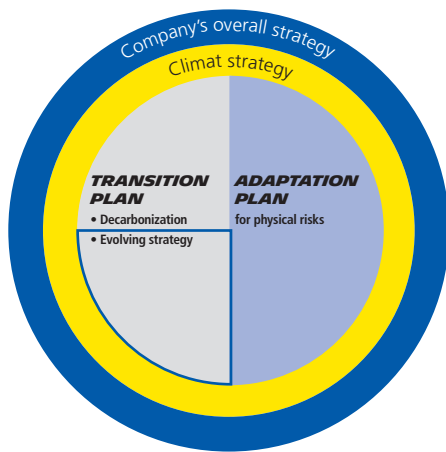 Company's overall strategy
Climat strategy
TRANSITION
PLAN
• Decarbonization
• Evolving strategy
ADAPTATION
PLAN
for physical risks